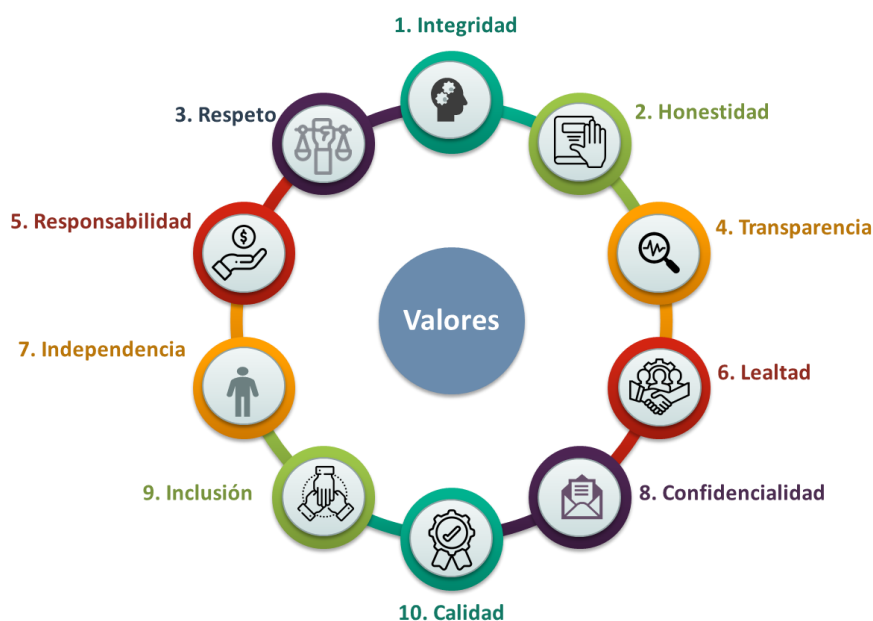 1. Integridad
2. Honestidad
3. Respeto
4. Transparencia
5. Responsabilidad
Valores
6. Lealtad
7. Independencia
8. Confidencialidad
9. Inclusión
10. Calidad
$